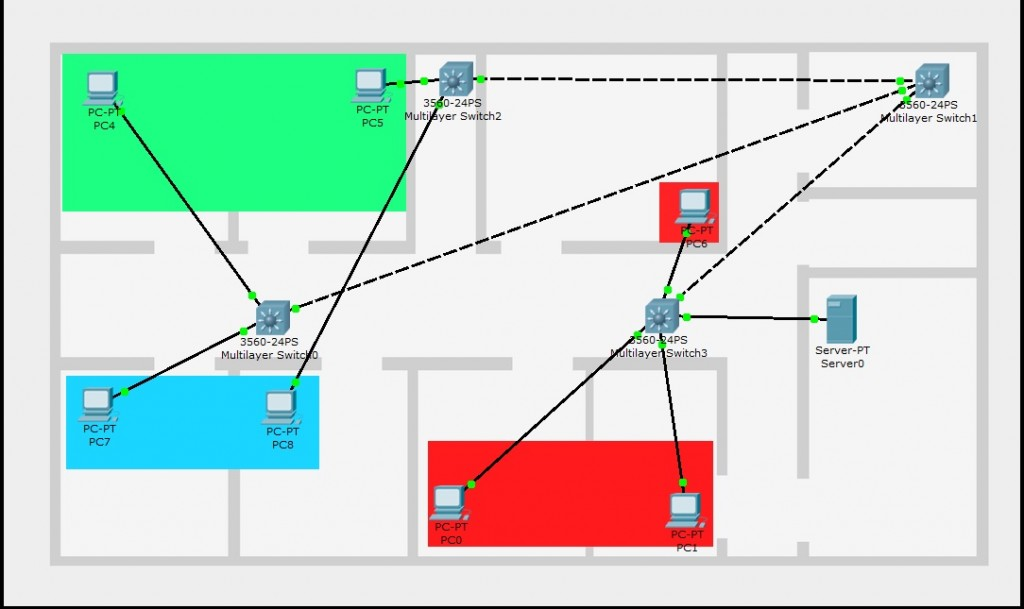 PC-PT
PC4
PC-PT
PC5
3560-24PS
Multilayer Switch2
3560-24PS
Multilayer Switch1
PC-PT
PC6
3560-24PS
Multilayer Switch0
3560-24PS
Multilayer Switch3
Server-PT
Server0
PC-PT
PC7
PC-PT
PC8
PC-PT
PC0
PC-PT
PC1